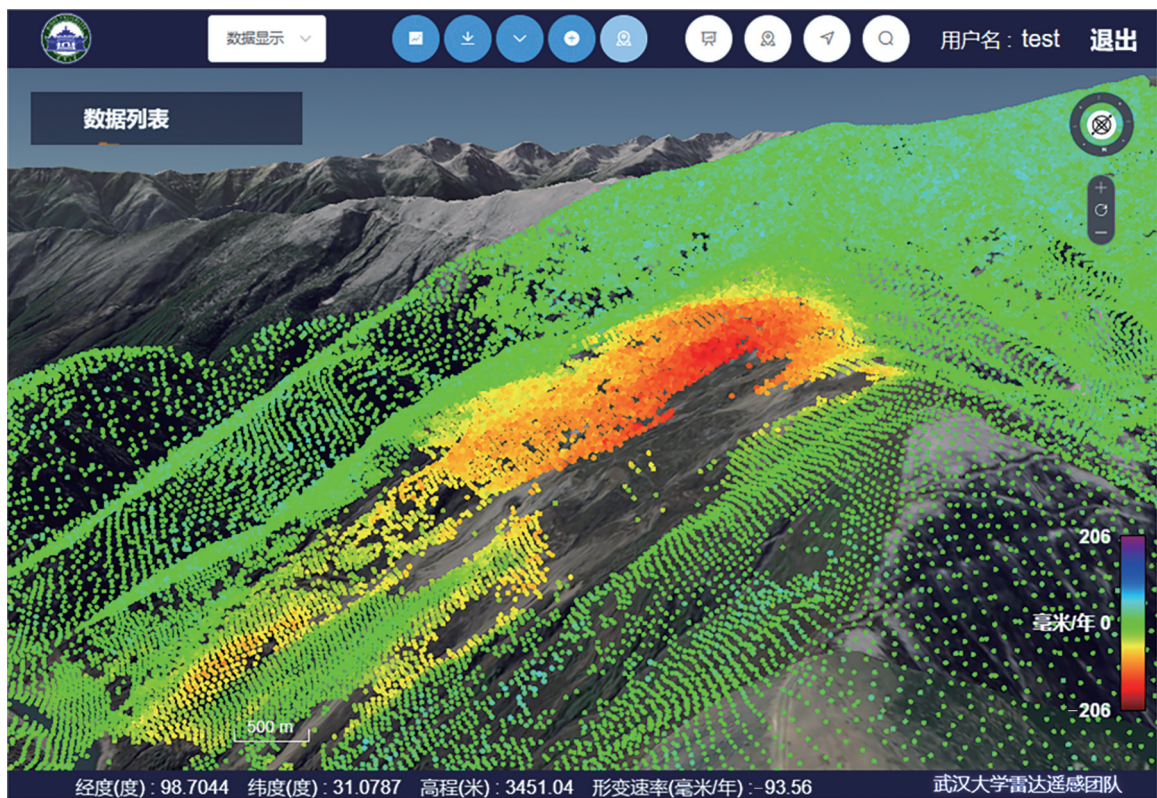 数据显示
用户名：test 退出
数据列表
206
毫米/年 0
-206
500 m
经度(度)：98.7044 纬度(度)：31.0787 高程(米)：3451.04 形变速率(毫米/年)：-93.56
武汉大学雷达遥感团队